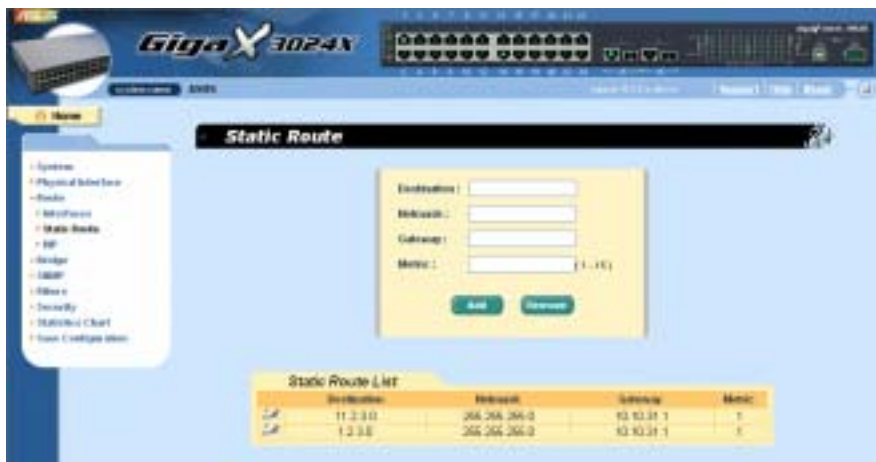 ASUS
GigaX 3024X
ASUS
Home
Static Route
System
Physical Interface
Route
Interfaces
Static Route
RIP
Bridge
SNMP
Filters
Security
Statistics Chart
Save Configuration
Destination :
Netmask :
Gateway :
Metric : (1..15)
Add Remove
Static Route List
Destination Netmask Gateway Metric
11.2.3.0 255.255.255.0 10.10.31.1 1
1.2.3.0 255.255.255.0 10.10.31.1 1